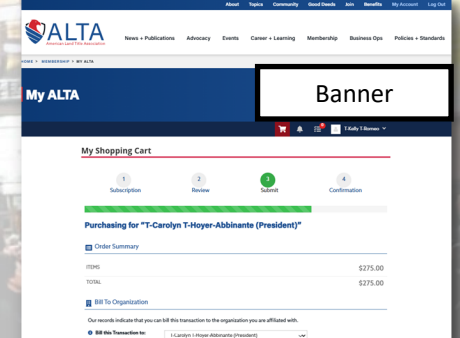 About Topics Community Good Deeds Join Benefits My Account Log Out
ALTA
American Land Title Association
News + Publications Advocacy Events Career + Learning Membership Business Ops Policies + Standards
HOME > MEMBERSHIP > MY ALTA
My ALTA
Banner
T-Kelly T-Romeo
My Shopping Cart
1 2 3 4
Subscription Review Submit Confirmation
Purchasing for "T-Carolyn T-Hoyer-Abbinante (President)"
Order Summary
ITEMS $275.00
TOTAL $275.00
Bill To Organization
Our records indicate that you can bill this transaction to the organization you are affiliated with.
Bill this Transaction to: T-Carolyn T-Hoyer-Abbinante (President)